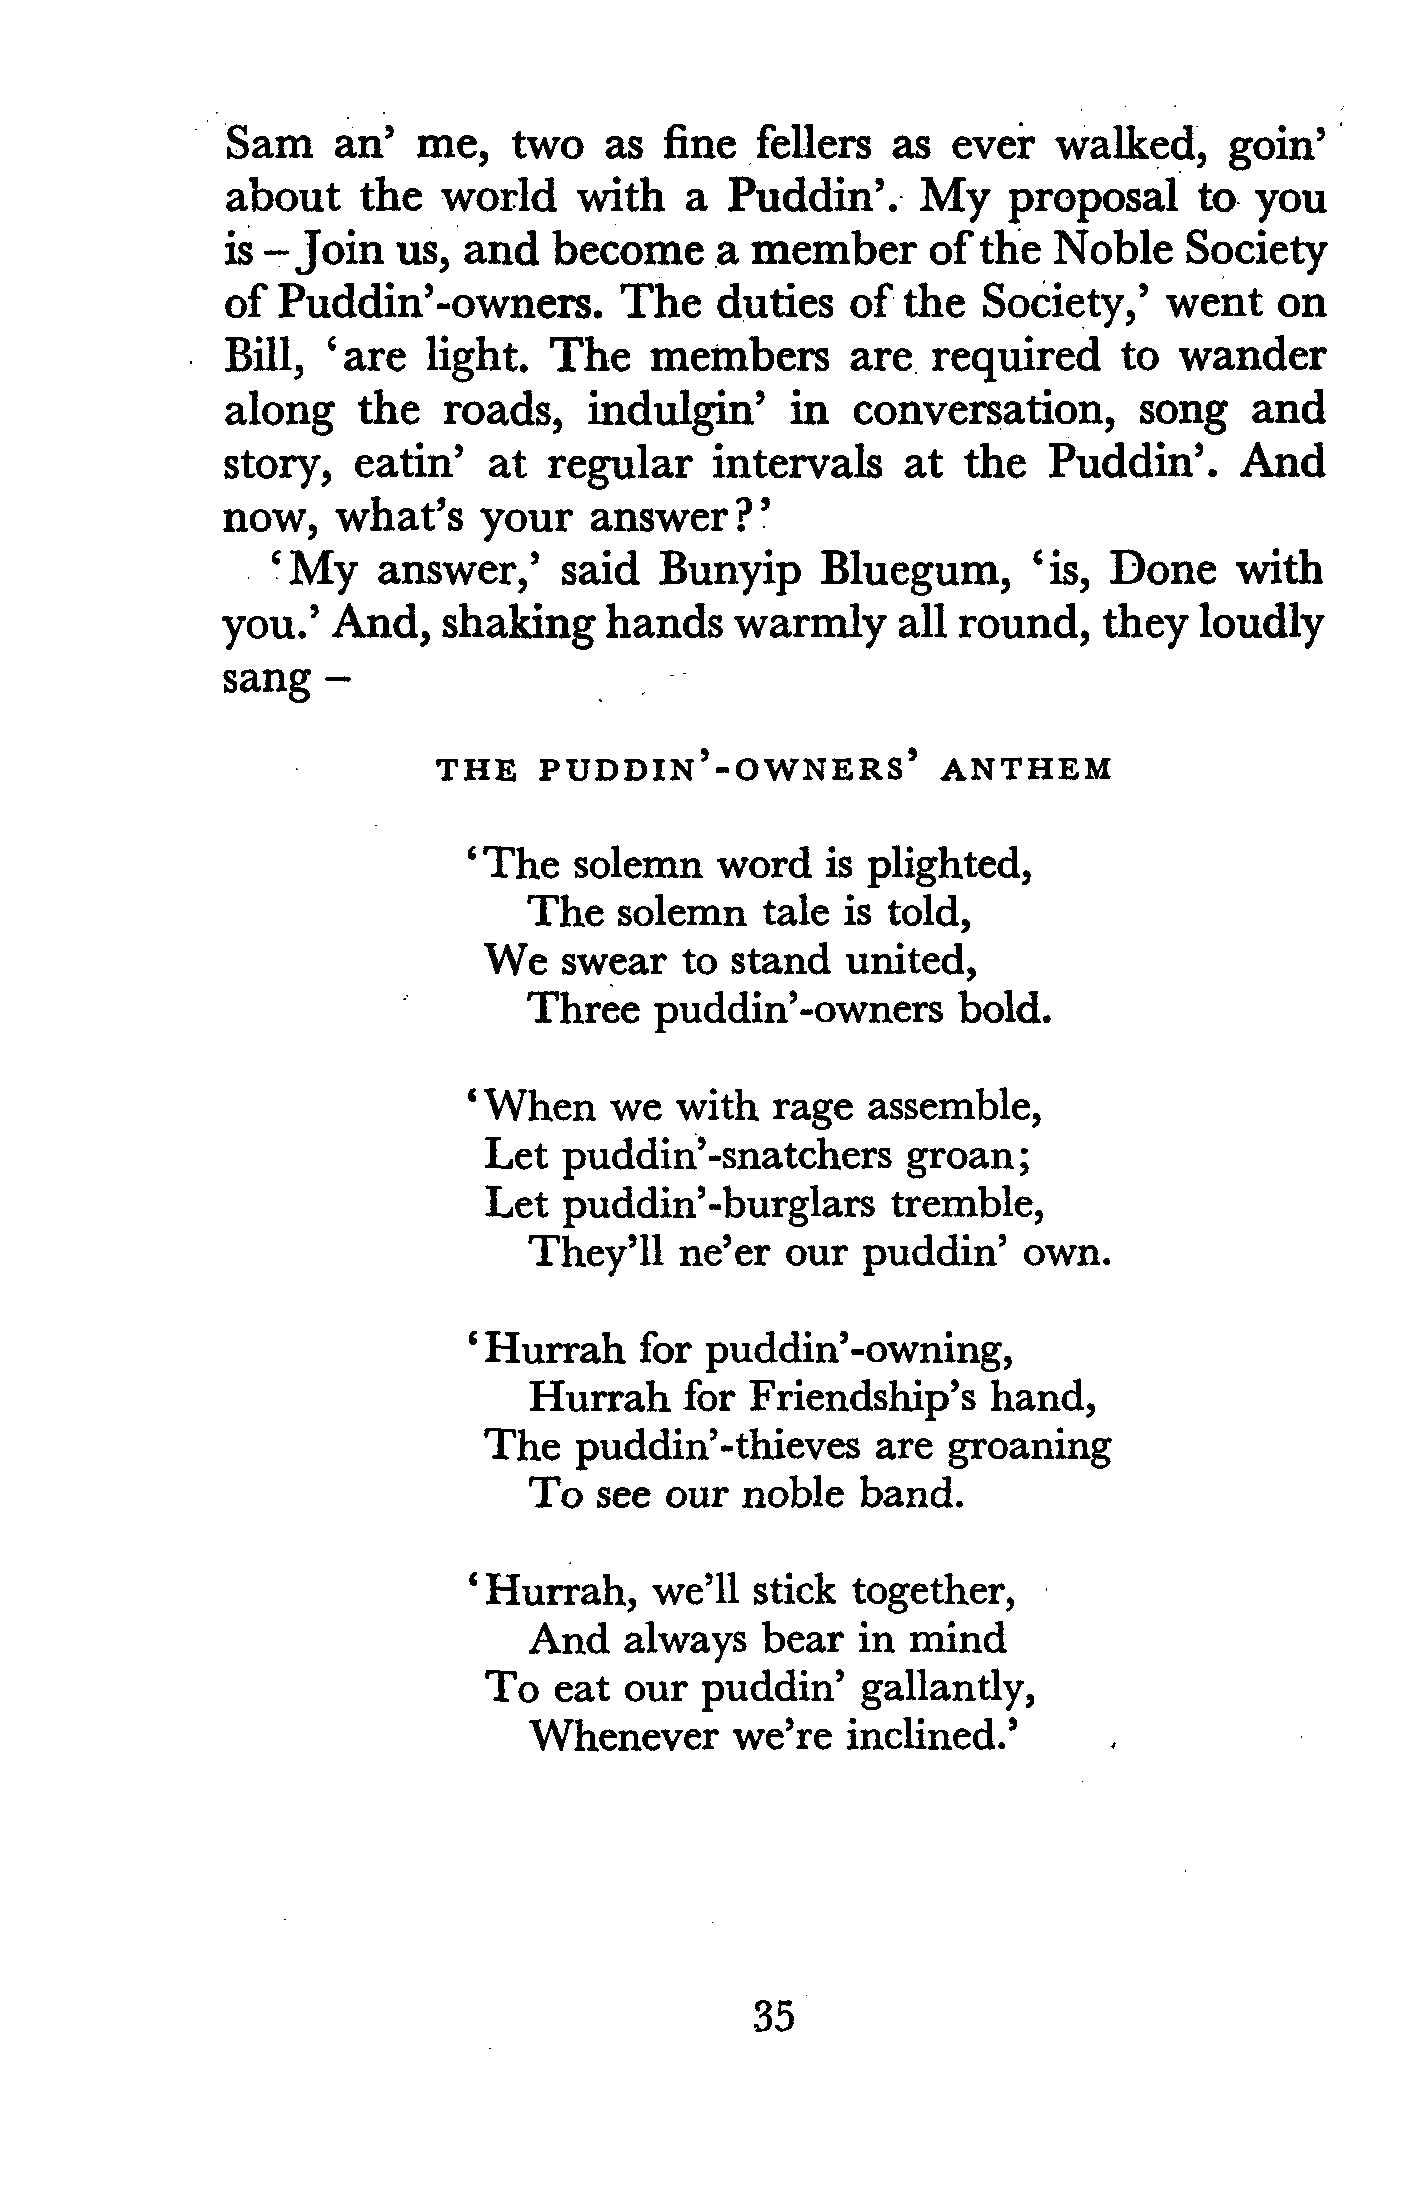 Sam an’ me, two as fine fellers as ever walked, goin’
about the world with a Puddin’. My proposal to you
is – Join us, and become a member of the Noble Society
of Puddin’-owners. The duties of the Society,’ went on
Bill, ‘are light. The members are required to wander
along the roads, indulgin’ in conversation, song and
story, eatin’ at regular intervals at the Puddin’. And
now, what’s your answer?’
‘My answer,’ said Bunyip Bluegum, ‘is, Done with
you.’ And, shaking hands warmly all round, they loudly
sang –
THE PUDDIN’-OWNERS’ ANTHEM
‘The solemn word is plighted,
The solemn tale is told,
We swear to stand united,
Three puddin’-owners bold.
‘When we with rage assemble,
Let puddin’-snatchers groan;
Let puddin’-burglars tremble,
They’ll ne’er our puddin’ own.
‘Hurrah for puddin’-owning,
Hurrah for Friendship’s hand,
The puddin’-thieves are groaning
To see our noble band.
‘Hurrah, we’ll stick together,
And always bear in mind
To eat our puddin’ gallantly,
Whenever we’re inclined.’
35